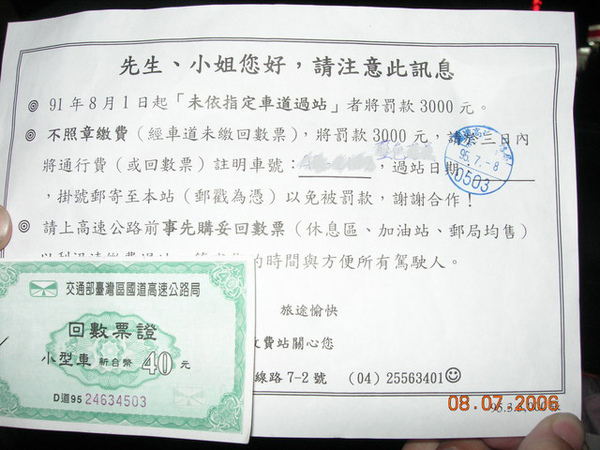 先生、小姐您好，請注意此訊息
◎ 91年8月1日起「未依指定車道過站」者將罰款3000元。
◎ 不照章繳費（經車道未繳回數票），將罰款3000元，請於三日內
將通行費（或回數票）註明車號：，過站日期
，掛號郵寄至本站（郵戳為憑）以免被罰款，謝謝合作！
◎ 請上高速公路前事先購妥回數票（休息區、加油站、郵局均售）
的時間與方便所有駕駛人。
旅途愉快
收費站關心您
線路7-2號 (04) 25563401☺
95.7.-8
0503
交通部臺灣區國道高速公路局
回數票證
小型車 新台幣 40 元
D道95 24634503
08.07.2006